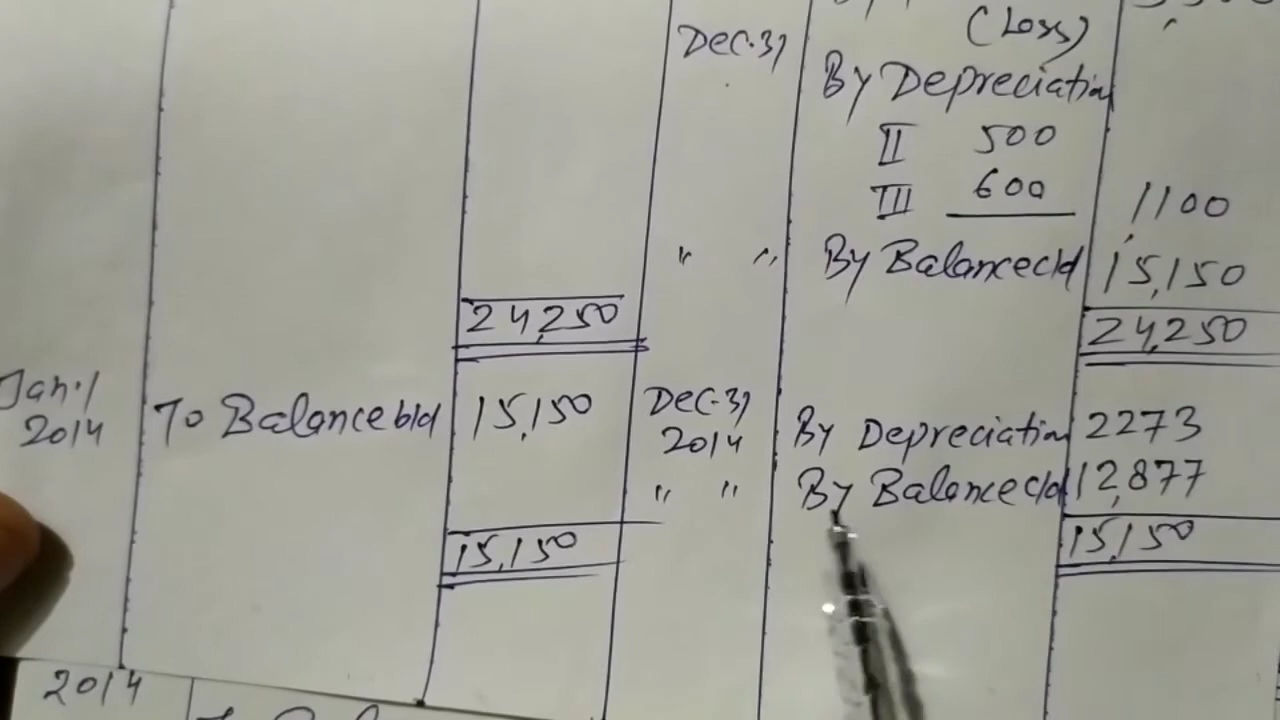 (Loss)
Dec.31
By Depreciation
II 500
III 600 1100
" " By Balance c/d 15,150
24,250 24,250
Jan.1
2014 To Balance b/d 15,150 Dec.31
2014 By Depreciation 2273
" " By Balance c/d 12,877
15,150 15,150
2014